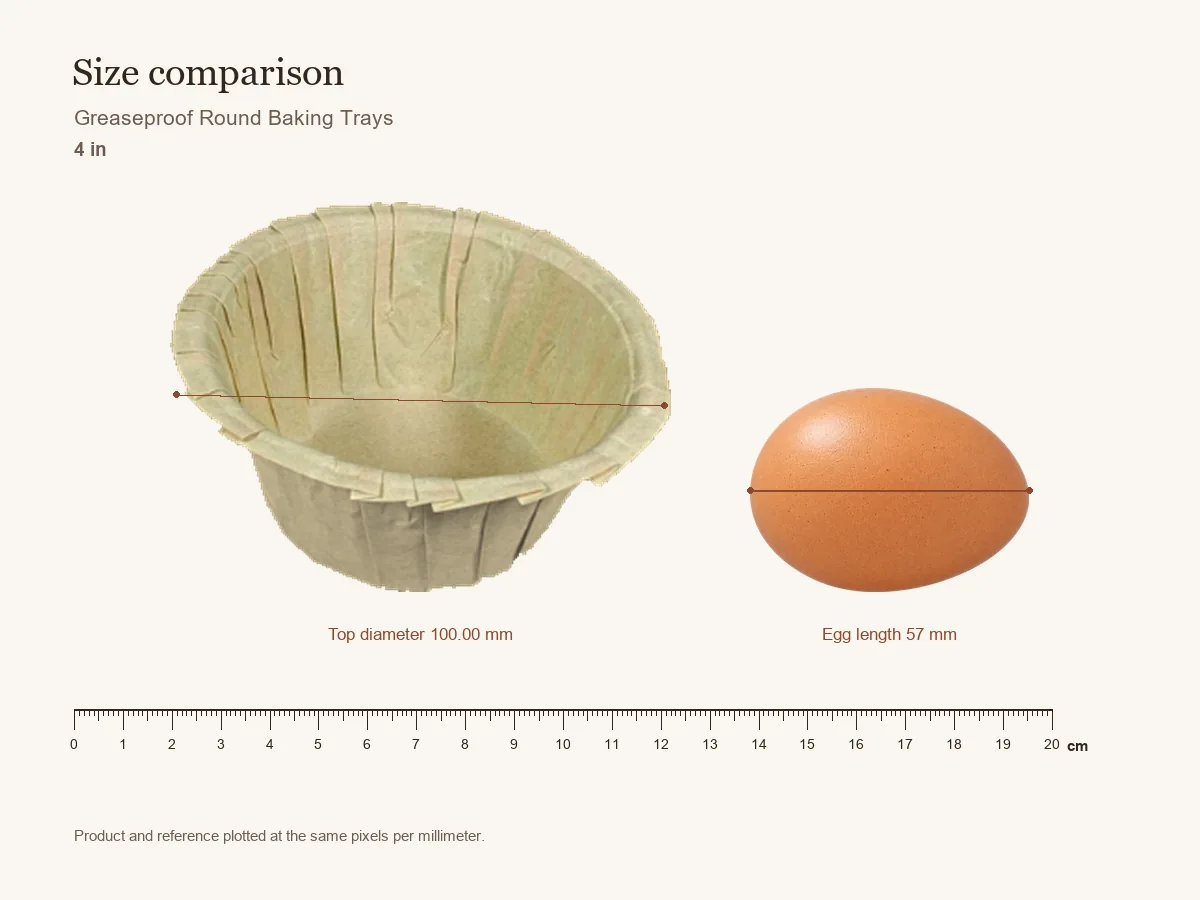 Size comparison
Greaseproof Round Baking Trays
4 in
Top diameter 100.00 mm
Egg length 57 mm
0 1 2 3 4 5 6 7 8 9 10 11 12 13 14 15 16 17 18 19 20 cm
Product and reference plotted at the same pixels per millimeter.